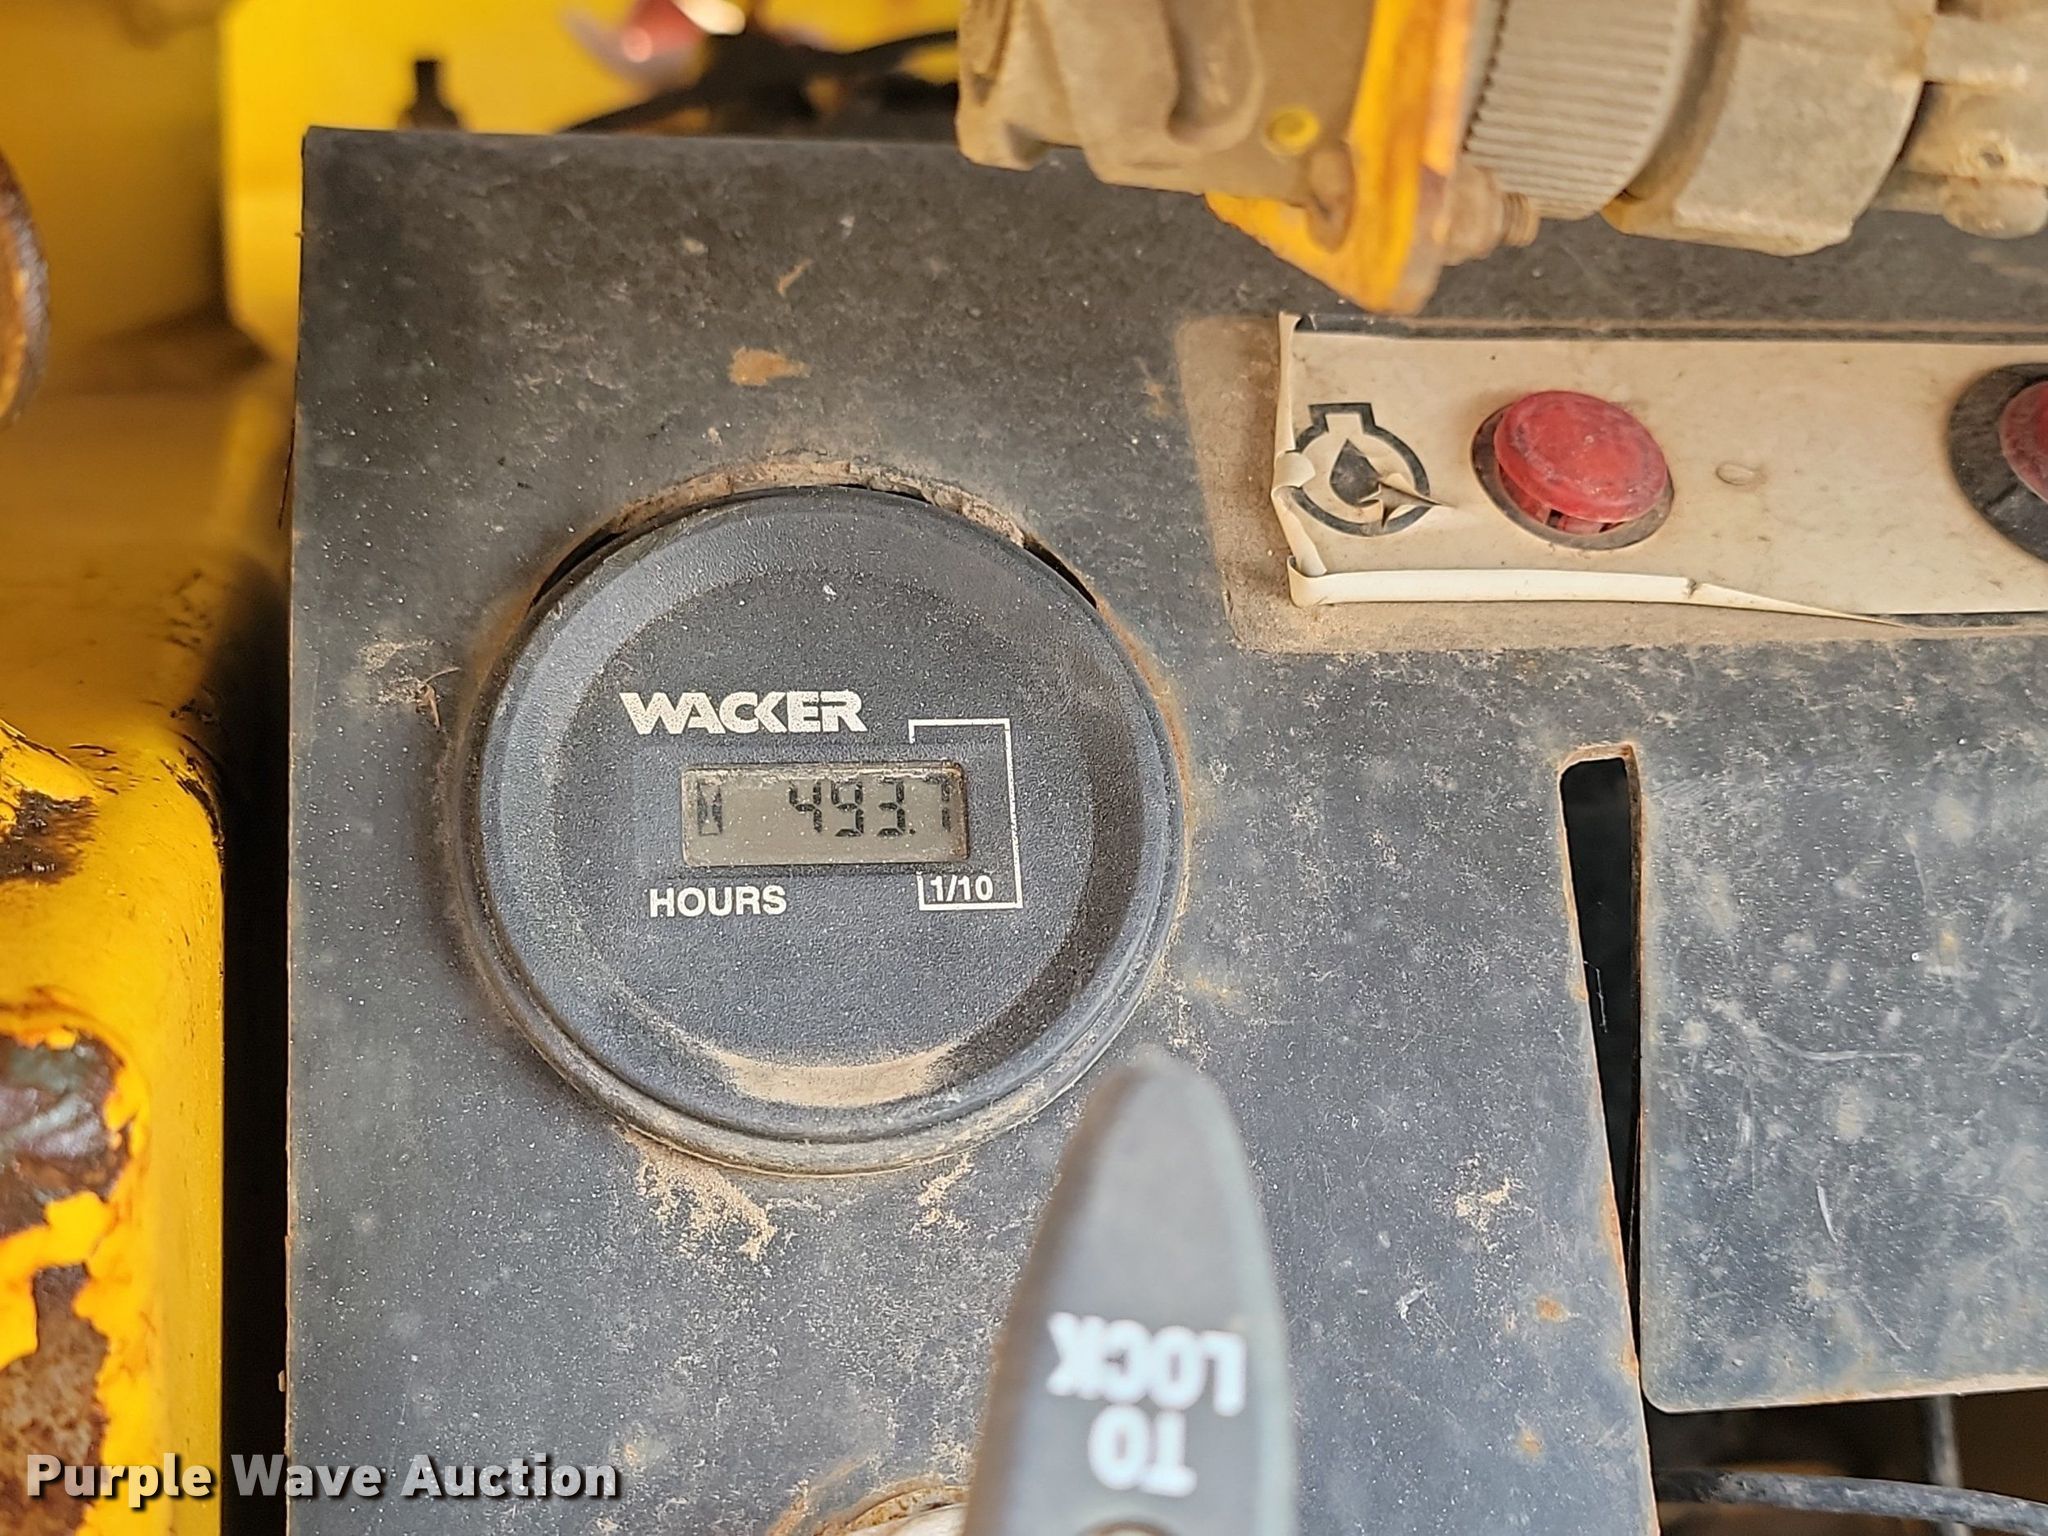 WACKER
493.7
HOURS
1/10
TO
LOCK
Purple Wave Auction